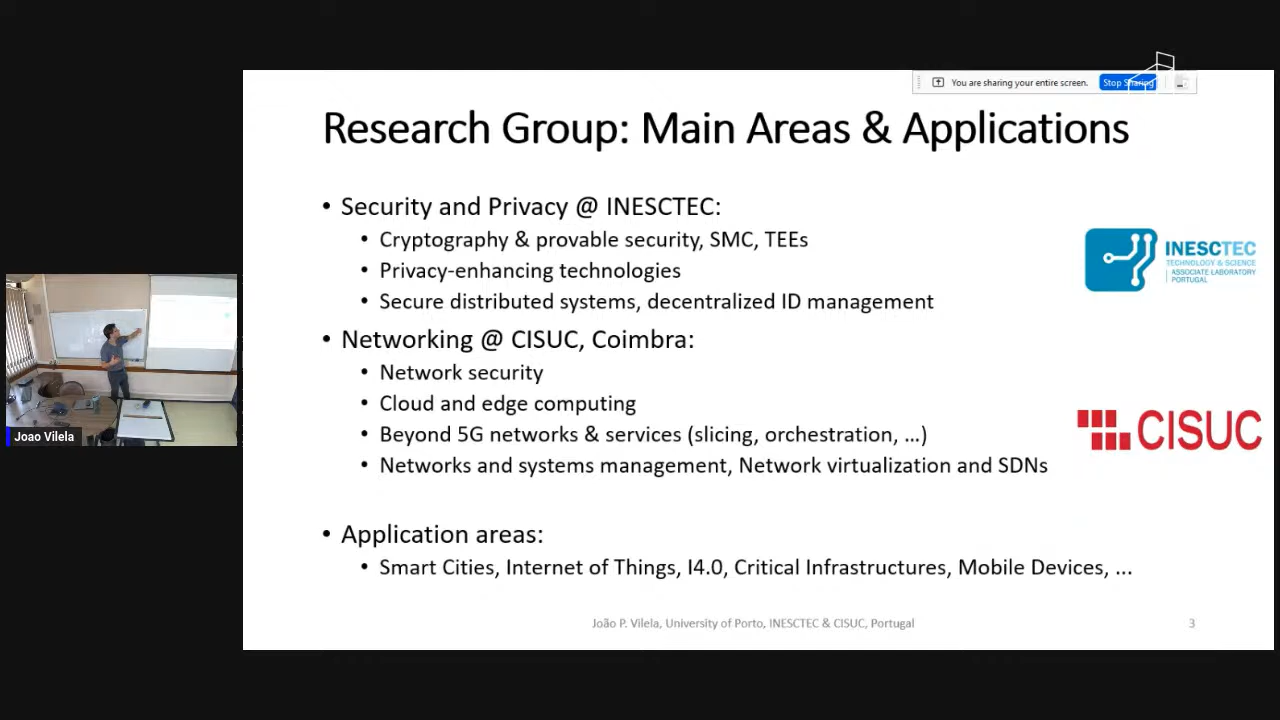 You are sharing your entire screen. Stop Sharing
Research Group: Main Areas & Applications
• Security and Privacy @ INESCTEC:
• Cryptography & provable security, SMC, TEEs
• Privacy-enhancing technologies
• Secure distributed systems, decentralized ID management
INESCTEC
TECHNOLOGY & SCIENCE
ASSOCIATE LABORATORY
PORTUGAL
• Networking @ CISUC, Coimbra:
• Network security
• Cloud and edge computing
• Beyond 5G networks & services (slicing, orchestration, …)
• Networks and systems management, Network virtualization and SDNs
CISUC
Joao Vilela
• Application areas:
• Smart Cities, Internet of Things, I4.0, Critical Infrastructures, Mobile Devices, ...
João P. Vilela, University of Porto, INESCTEC & CISUC, Portugal
3